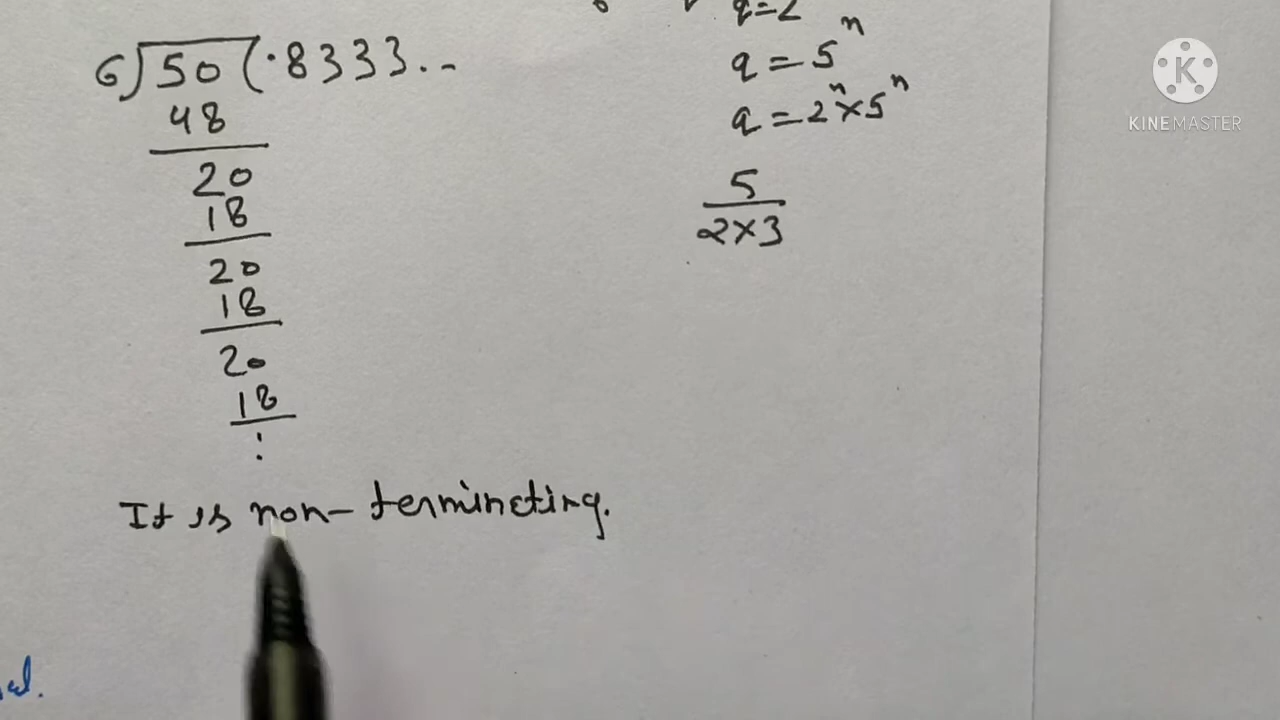 6)50(.8333..
48
20
18
20
18
20
18
:
It is non-terminating.
q=2
q=5ⁿ
q=2ⁿ×5ⁿ
5
2×3
K
KINEMASTER